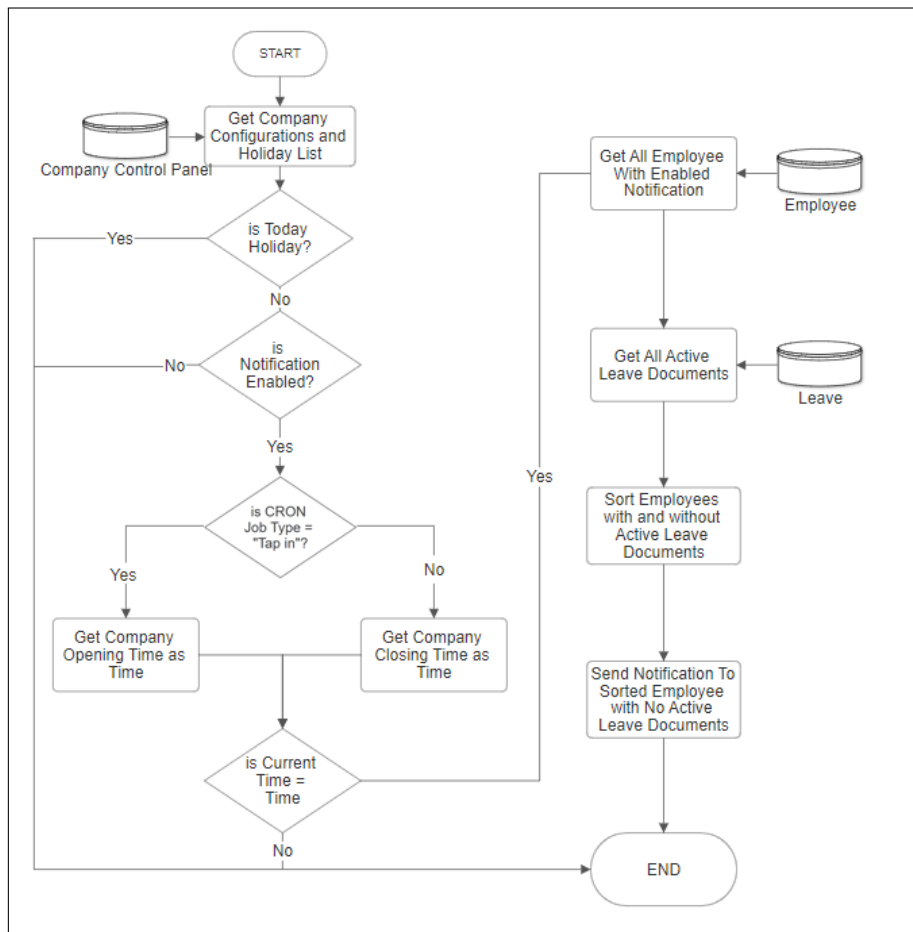 START
Get Company
Configurations and
Holiday List
Company Control Panel
is Today
Holiday?
Yes
No
is
Notification
Enabled?
No
Yes
is CRON
Job Type =
"Tap in"?
Yes
No
Get Company
Opening Time as
Time
Get Company
Closing Time as
Time
is Current
Time =
Time
No
Yes
Get All Employee
With Enabled
Notification
Employee
Get All Active
Leave Documents
Leave
Sort Employees
with and without
Active Leave
Documents
Send Notification To
Sorted Employee
with No Active
Leave Documents
END